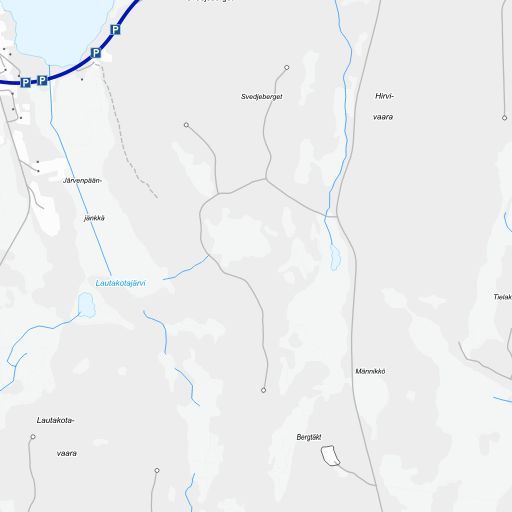 P
P
P
P
Svedjeberget
Hirvi-
vaara
Järvenpään-
jänkkä
Lautakotajärvi
Tielak
Männikkö
Lautakota-
vaara
Bergtäkt